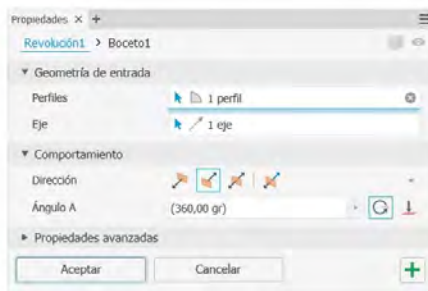 Propiedades × +
Revolución1 > Boceto1
Geometría de entrada
Perfiles 1 perfil
Eje 1 eje
Comportamiento
Dirección
Ángulo A (360,00 gr)
Propiedades avanzadas
Aceptar Cancelar